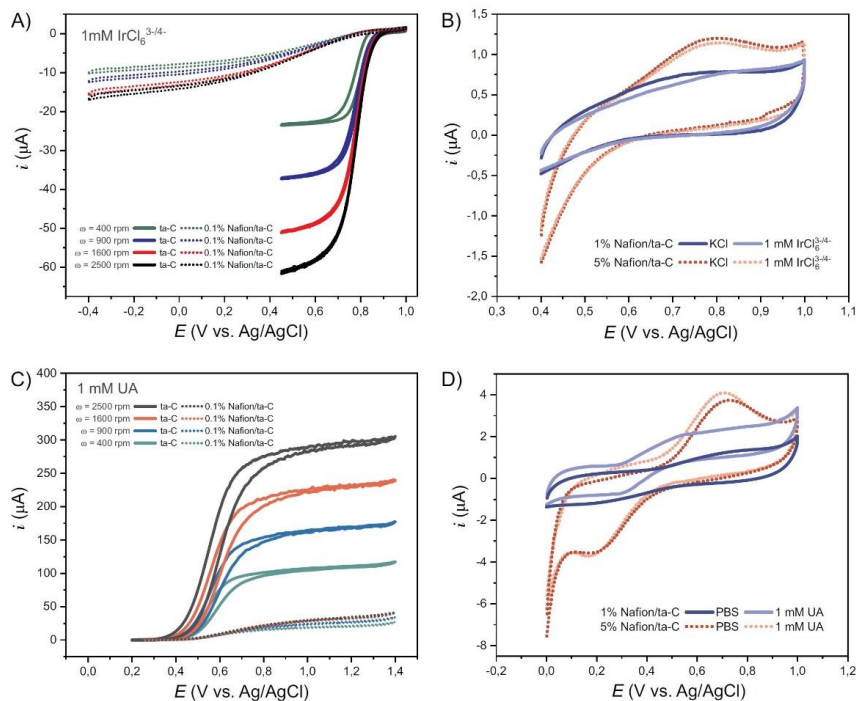 A)
1mM IrCl₆³⁻/⁴⁻
0
-10
-20
-30
-40
-50
-60
i (μA)
ω = 400 rpm ta-C 0.1% Nafion/ta-C
ω = 900 rpm ta-C 0.1% Nafion/ta-C
ω = 1600 rpm ta-C 0.1% Nafion/ta-C
ω = 2500 rpm ta-C 0.1% Nafion/ta-C
-0,4 -0,2 0,0 0,2 0,4 0,6 0,8 1,0
E (V vs. Ag/AgCl)
B)
1,5
1,0
0,5
0,0
-0,5
-1,0
-1,5
-2,0
i (μA)
1% Nafion/ta-C KCl 1 mM IrCl₆³⁻/⁴⁻
5% Nafion/ta-C KCl 1 mM IrCl₆³⁻/⁴⁻
0,3 0,4 0,5 0,6 0,7 0,8 0,9 1,0 1,1
E (V vs. Ag/AgCl)
C)
1 mM UA
400
350
300
250
200
150
100
50
0
i (μA)
ω = 2500 rpm ta-C 0.1% Nafion/ta-C
ω = 1600 rpm ta-C 0.1% Nafion/ta-C
ω = 900 rpm ta-C 0.1% Nafion/ta-C
ω = 400 rpm ta-C 0.1% Nafion/ta-C
0,0 0,2 0,4 0,6 0,8 1,0 1,2 1,4
E (V vs. Ag/AgCl)
D)
4
2
0
-2
-4
-6
-8
i (μA)
1% Nafion/ta-C PBS 1 mM UA
5% Nafion/ta-C PBS 1 mM UA
-0,2 0,0 0,2 0,4 0,6 0,8 1,0 1,2
E (V vs. Ag/AgCl)